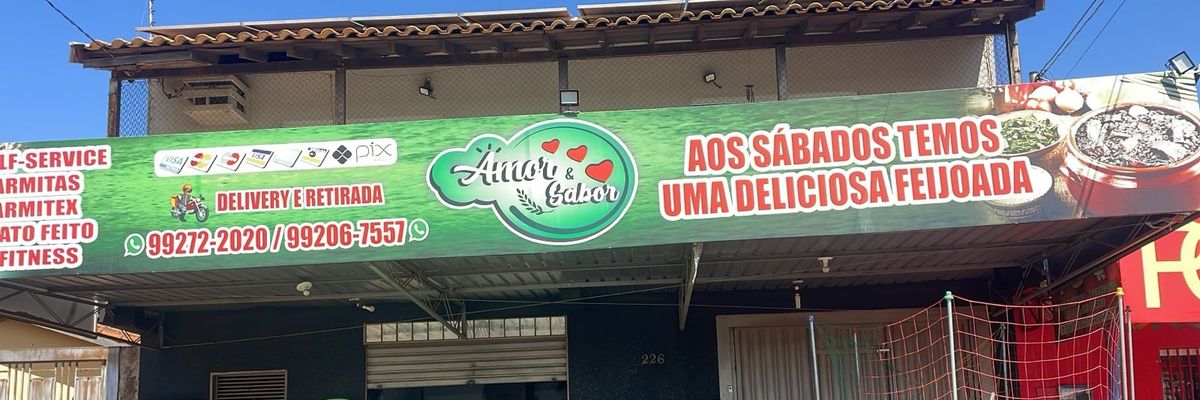 LF-SERVICE
ARMITAS
ARMITEX
ATO FEITO
FITNESS
VISA
VISA
pix
DELIVERY E RETIRADA
99272-2020 / 99206-7557
Amor
&
Sabor
AOS SÁBADOS TEMOS
UMA DELICIOSA FEIJOADA
226